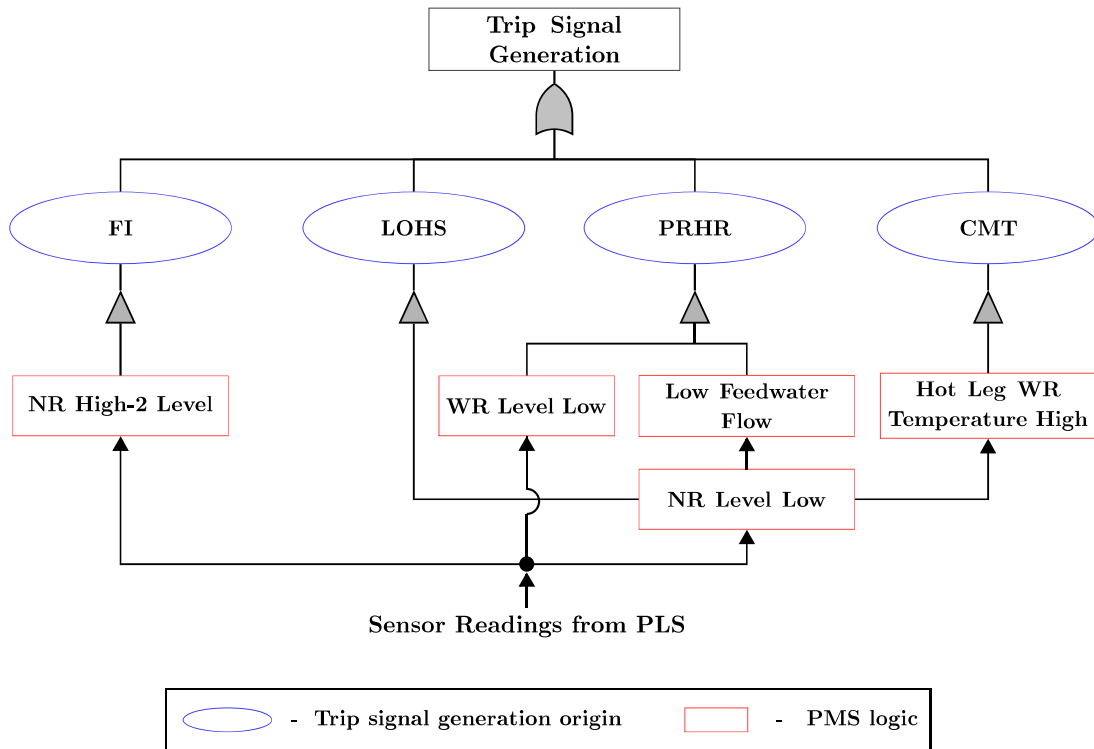 Trip Signal
Generation
FI
LOHS
PRHR
CMT
NR High-2 Level
WR Level Low
Low Feedwater
Flow
Hot Leg WR
Temperature High
NR Level Low
Sensor Readings from PLS
- Trip signal generation origin
- PMS logic